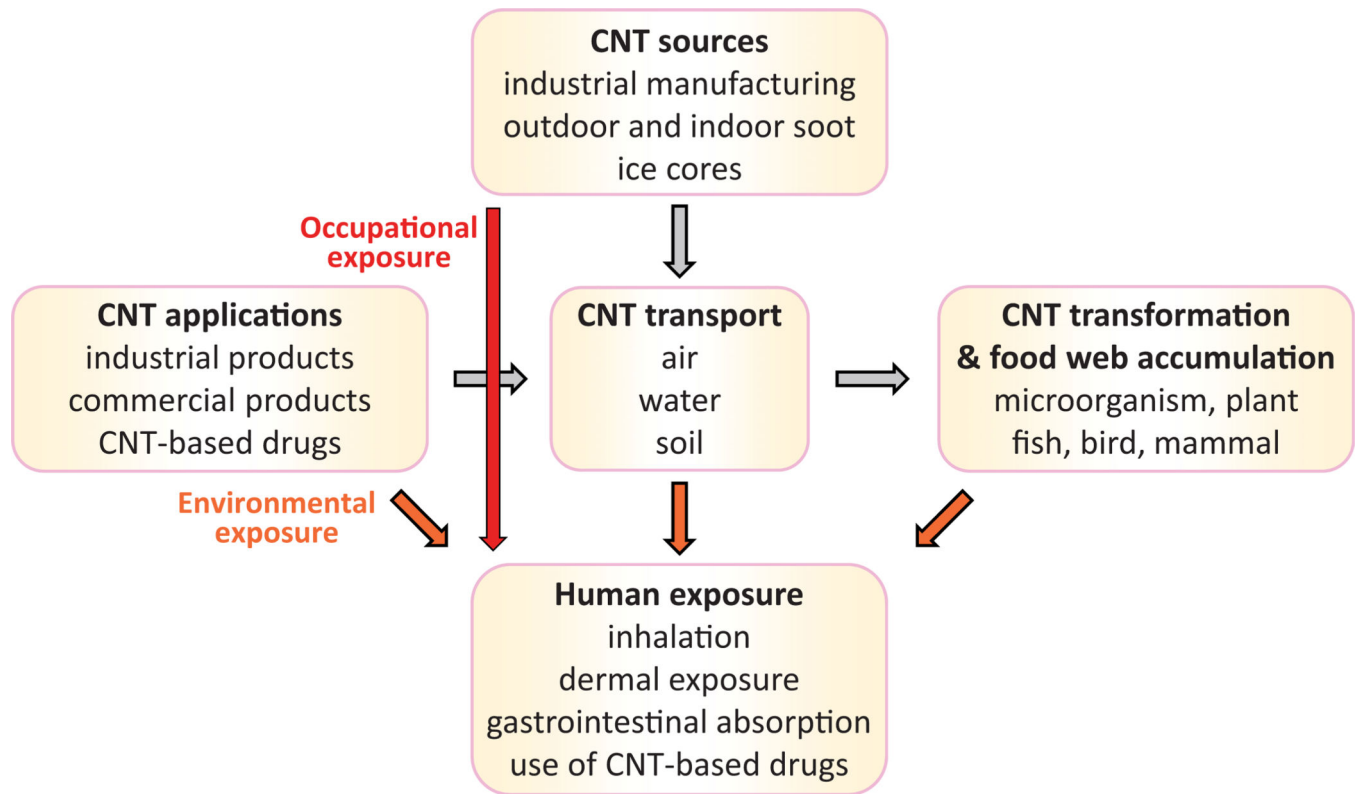 CNT sources
industrial manufacturing
outdoor and indoor soot
ice cores
Occupational
exposure
CNT applications
industrial products
commercial products
CNT-based drugs
CNT transport
air
water
soil
CNT transformation
& food web accumulation
microorganism, plant
fish, bird, mammal
Environmental
exposure
Human exposure
inhalation
dermal exposure
gastrointestinal absorption
use of CNT-based drugs